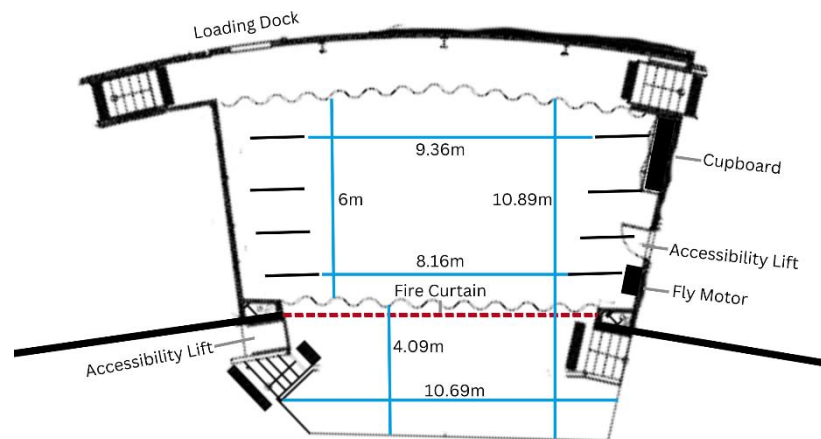 Loading Dock
9.36m
Cupboard
6m
10.89m
Accessibility Lift
8.16m
Fire Curtain
Fly Motor
Accessibility Lift
4.09m
10.69m